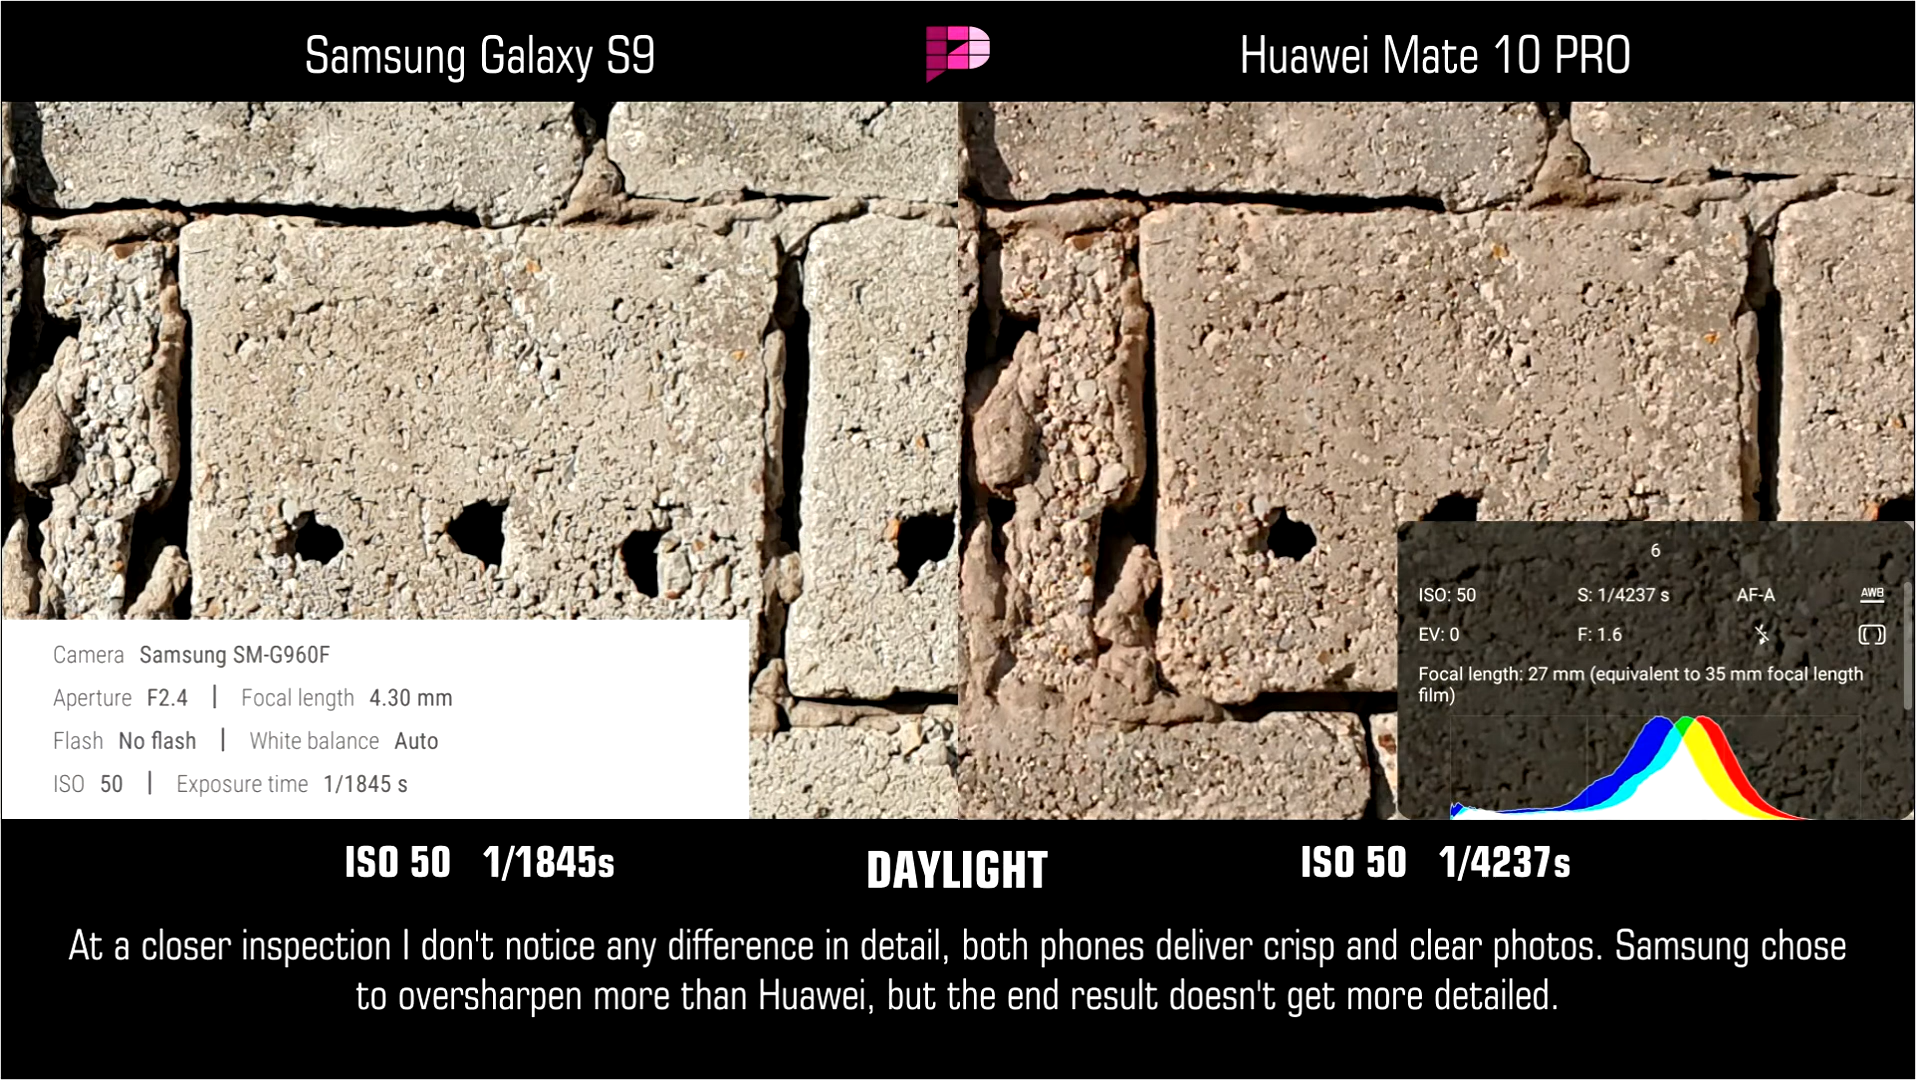 Samsung Galaxy S9
Huawei Mate 10 PRO
Camera Samsung SM-G960F
Aperture F2.4 | Focal length 4.30 mm
Flash No flash | White balance Auto
ISO 50 | Exposure time 1/1845 s
6
ISO: 50 S: 1/4237 s AF-A AWB
EV: 0 F: 1.6
Focal length: 27 mm (equivalent to 35 mm focal length
film)
ISO 50 1/1845s
DAYLIGHT
ISO 50 1/4237s
At a closer inspection I don't notice any difference in detail, both phones deliver crisp and clear photos. Samsung chose
to oversharpen more than Huawei, but the end result doesn't get more detailed.